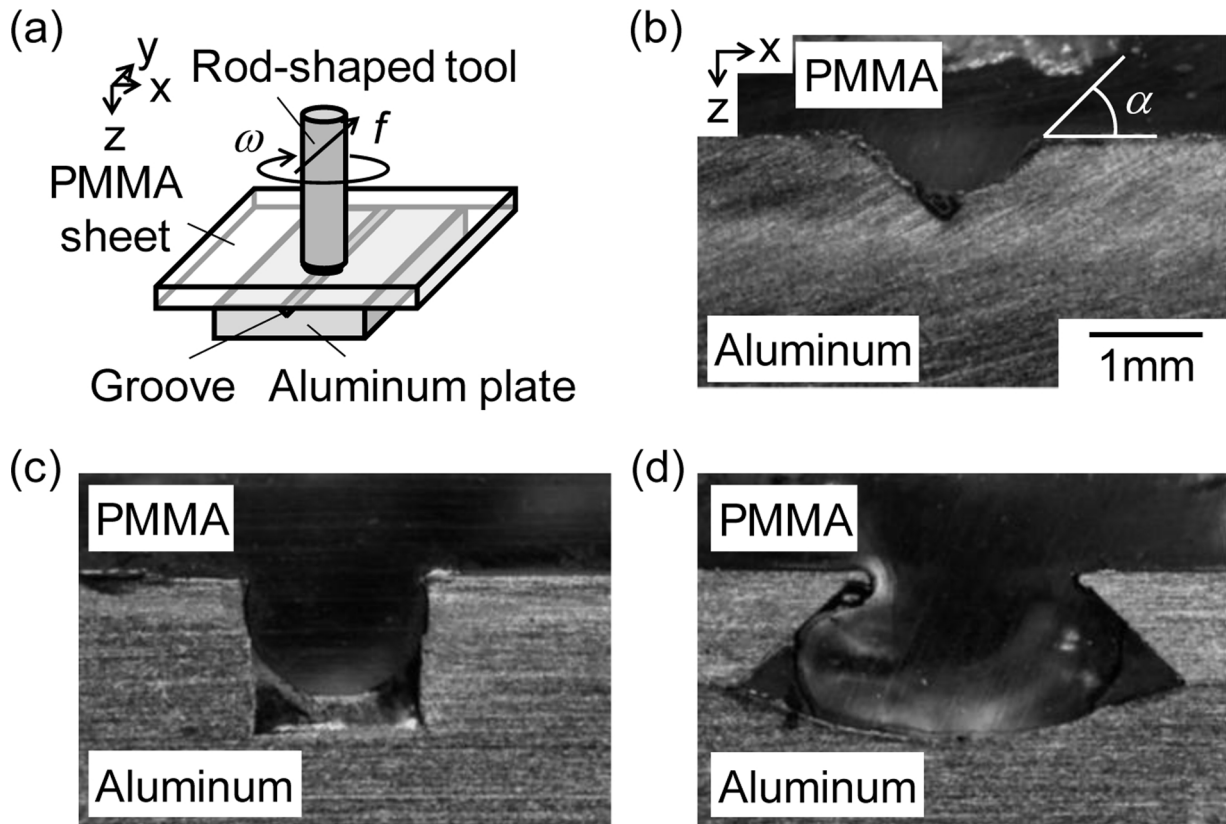 (a)
y
x
z
Rod-shaped tool
ω
f
PMMA
sheet
Groove
Aluminum plate
(b)
x
z
PMMA
α
Aluminum
1mm
(c)
PMMA
Aluminum
(d)
PMMA
Aluminum